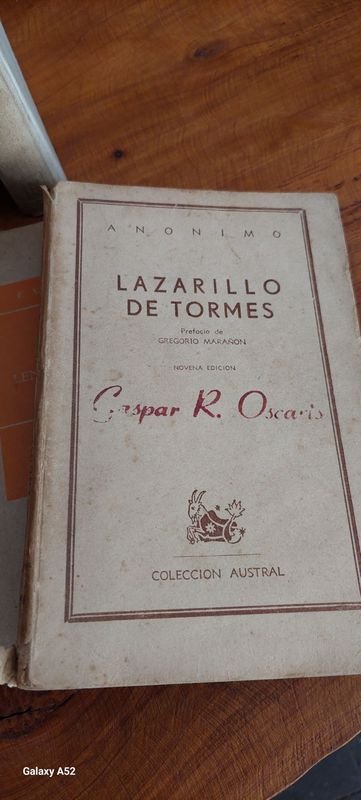 ANONIMO
LAZARILLO
DE TORMES
Prefacio de
GREGORIO MARAÑON
NOVENA EDICION
Gaspar R. Oscaris
COLECCION AUSTRAL
Galaxy A52